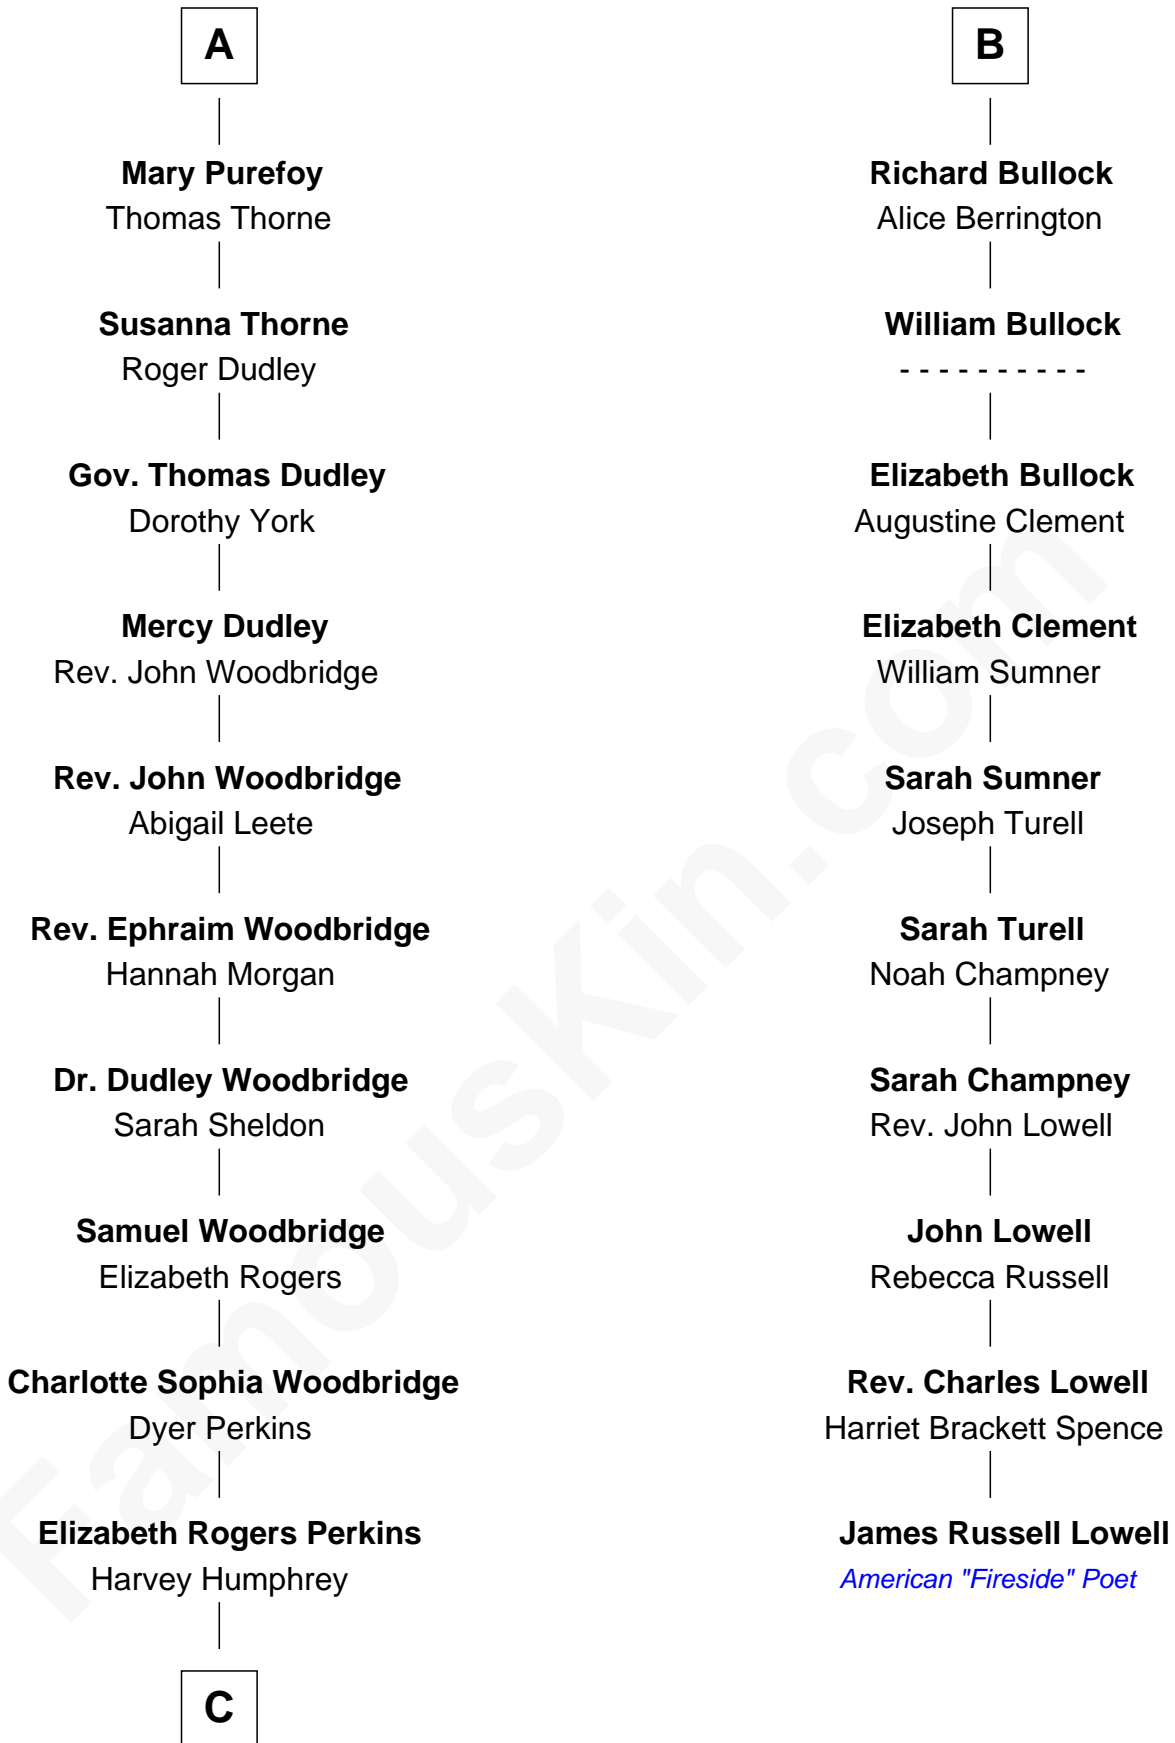 A
Mary Purefoy
Thomas Thorne
Susanna Thorne
Roger Dudley
Gov. Thomas Dudley
Dorothy York
Mercy Dudley
Rev. John Woodbridge
Rev. John Woodbridge
Abigail Leete
Rev. Ephraim Woodbridge
Hannah Morgan
Dr. Dudley Woodbridge
Sarah Sheldon
Samuel Woodbridge
Elizabeth Rogers
Charlotte Sophia Woodbridge
Dyer Perkins
Elizabeth Rogers Perkins
Harvey Humphrey
C
B
Richard Bullock
Alice Berrington
William Bullock
- - - - - - - - - -
Elizabeth Bullock
Augustine Clement
Elizabeth Clement
William Sumner
Sarah Sumner
Joseph Turell
Sarah Turell
Noah Champney
Sarah Champney
Rev. John Lowell
John Lowell
Rebecca Russell
Rev. Charles Lowell
Harriet Brackett Spence
James Russell Lowell
American "Fireside" Poet
FamousKin.com